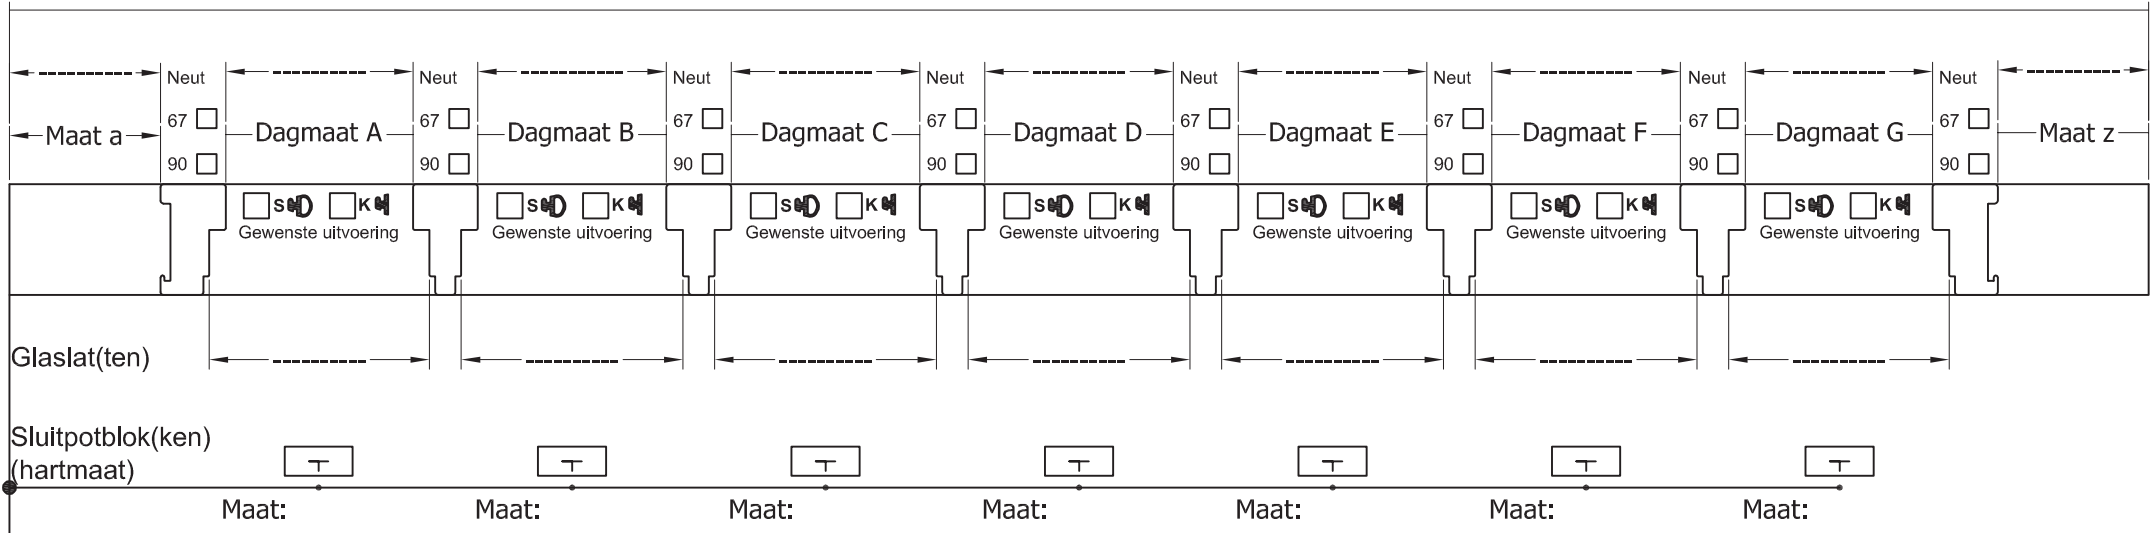 Neut Neut Neut Neut Neut Neut Neut Neut
67 67 67 67 67 67 67 67
Maat a Dagmaat A Dagmaat B Dagmaat C Dagmaat D Dagmaat E Dagmaat F Dagmaat G Maat z
90 90 90 90 90 90 90 90
S K S K S K S K S K S K S K
Gewenste uitvoering Gewenste uitvoering Gewenste uitvoering Gewenste uitvoering Gewenste uitvoering Gewenste uitvoering Gewenste uitvoering
Glaslat(ten)
Sluitpotblok(ken)
(hartmaat)
Maat: Maat: Maat: Maat: Maat: Maat: Maat: